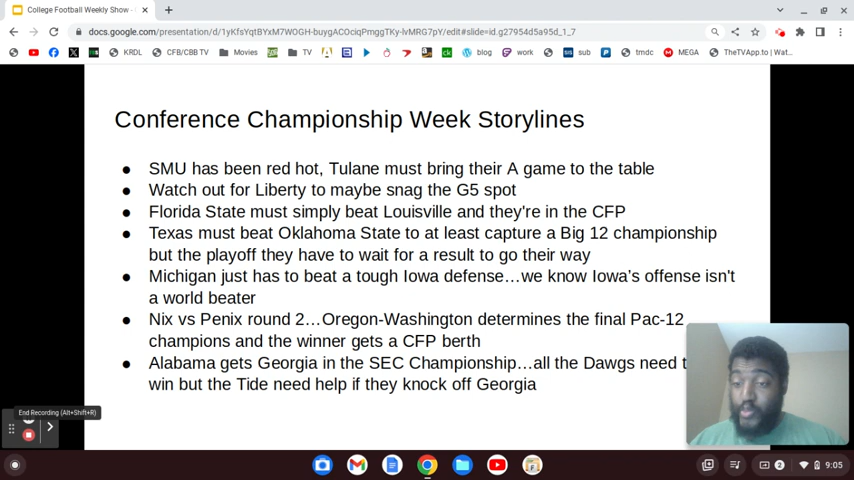 College Football Weekly Show -
docs.google.com/presentation/d/1yKfsYqtBYxM7WOGH-buygACOciqPmggTKy-lvMRG7pY/edit#slide=id.g27954d5a95d_1_7
KRDL CFB/CBB TV Movies TV blog work sub tmdc MEGA TheTVApp.to | Wat...
Conference Championship Week Storylines
● SMU has been red hot, Tulane must bring their A game to the table
● Watch out for Liberty to maybe snag the G5 spot
● Florida State must simply beat Louisville and they're in the CFP
● Texas must beat Oklahoma State to at least capture a Big 12 championship
but the playoff they have to wait for a result to go their way
● Michigan just has to beat a tough Iowa defense…we know Iowa's offense isn't
a world beater
● Nix vs Penix round 2…Oregon-Washington determines the final Pac-12
champions and the winner gets a CFP berth
● Alabama gets Georgia in the SEC Championship…all the Dawgs need t
win but the Tide need help if they knock off Georgia
End Recording (Alt+Shift+R)
2 9:05